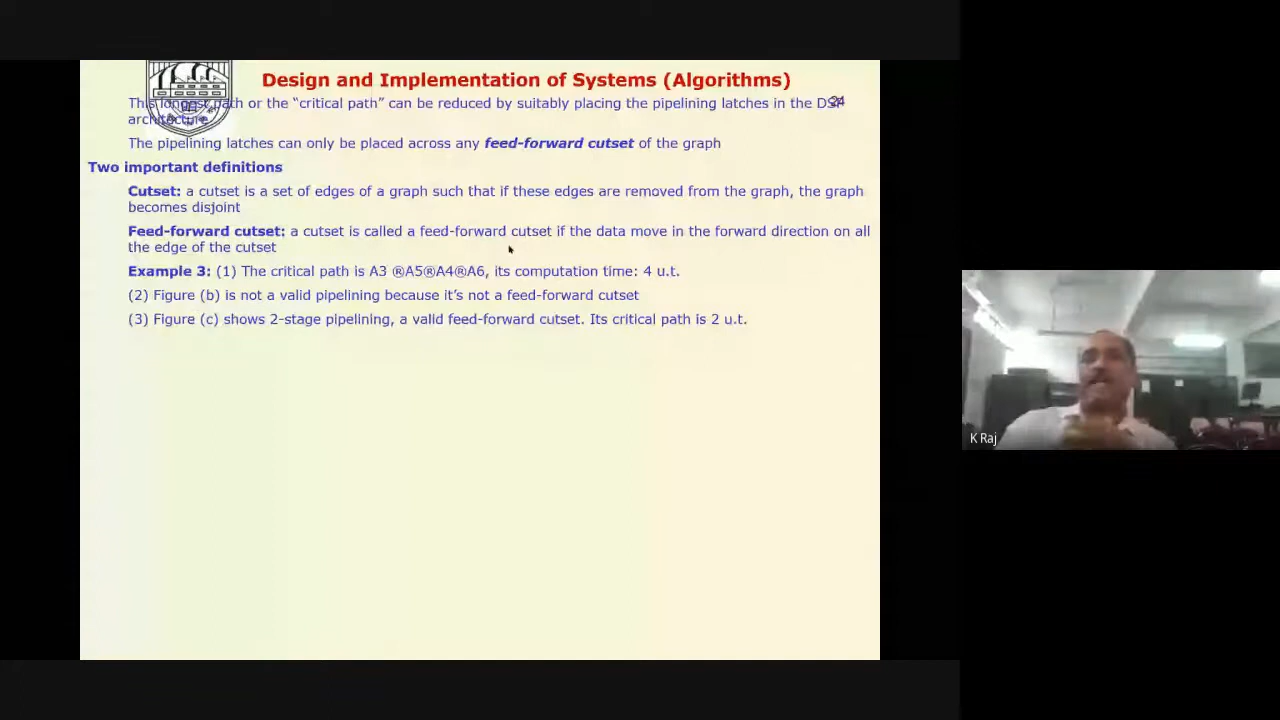 Design and Implementation of Systems (Algorithms)
24
This longest path or the “critical path” can be reduced by suitably placing the pipelining latches in the DSP
architecture
The pipelining latches can only be placed across any feed-forward cutset of the graph
Two important definitions
Cutset: a cutset is a set of edges of a graph such that if these edges are removed from the graph, the graph
becomes disjoint
Feed-forward cutset: a cutset is called a feed-forward cutset if the data move in the forward direction on all
the edge of the cutset
Example 3: (1) The critical path is A3 ®A5®A4®A6, its computation time: 4 u.t.
(2) Figure (b) is not a valid pipelining because it’s not a feed-forward cutset
(3) Figure (c) shows 2-stage pipelining, a valid feed-forward cutset. Its critical path is 2 u.t.
K Raj